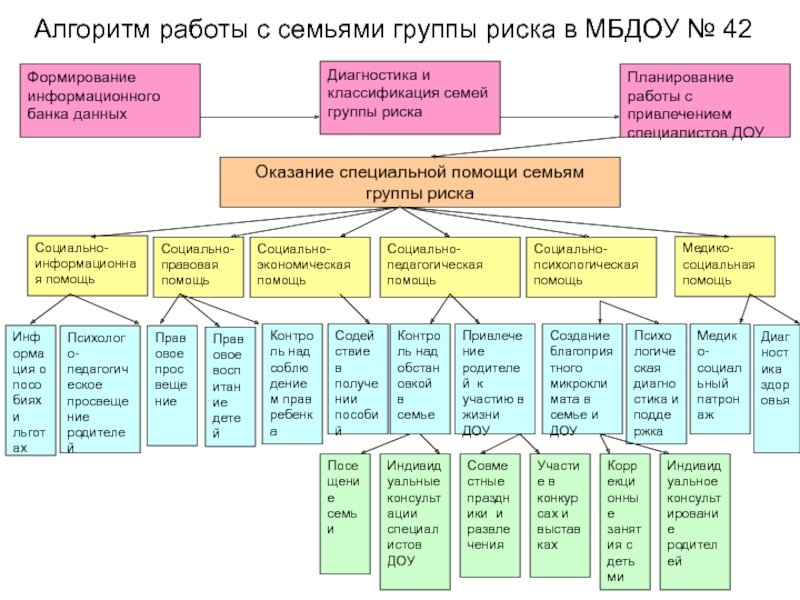 Алгоритм работы с семьями группы риска в МБДОУ № 42
Формирование
информационного
банка данных
Диагностика и
классификация семей
группы риска
Планирование
работы с
привлечением
специалистов ДОУ
Оказание специальной помощи семьям
группы риска
Социально-
информационна
я помощь
Социально-
правовая
помощь
Социально-
экономическая
помощь
Социально-
педагогическая
помощь
Социально-
психологическая
помощь
Медико-
социальная
помощь
Инф
орма
ция о
посо
биях
и
льгот
ах
Психолог
о-
педагогич
еское
просвеще
ние
родителе
й
Прав
овое
прос
веще
ние
Прав
овое
восп
итан
ие
дете
й
Контро
ль над
соблю
дение
м прав
ребенк
а
Содей
ствие
в
получе
нии
пособи
й
Контро
ль над
обстан
овкой
в
семье
Привлече
ние
родителе
й к
участию в
жизни
ДОУ
Создание
благоприя
тного
микрокли
мата в
семье и
ДОУ
Психо
логиче
ская
диагно
стика и
подде
ржка
Медик
о-
социал
ьный
патрон
аж
Диаг
ност
ика
здор
овья
Посе
щени
е
семь
и
Индивид
уальные
консульт
ации
специал
истов
ДОУ
Совме
стные
праздн
ики и
развле
чения
Участи
е в
конкур
сах и
выстав
ках
Корр
екци
онны
е
занят
ия с
деть
ми
Индивид
уальное
консульт
ировани
е
родител
ей